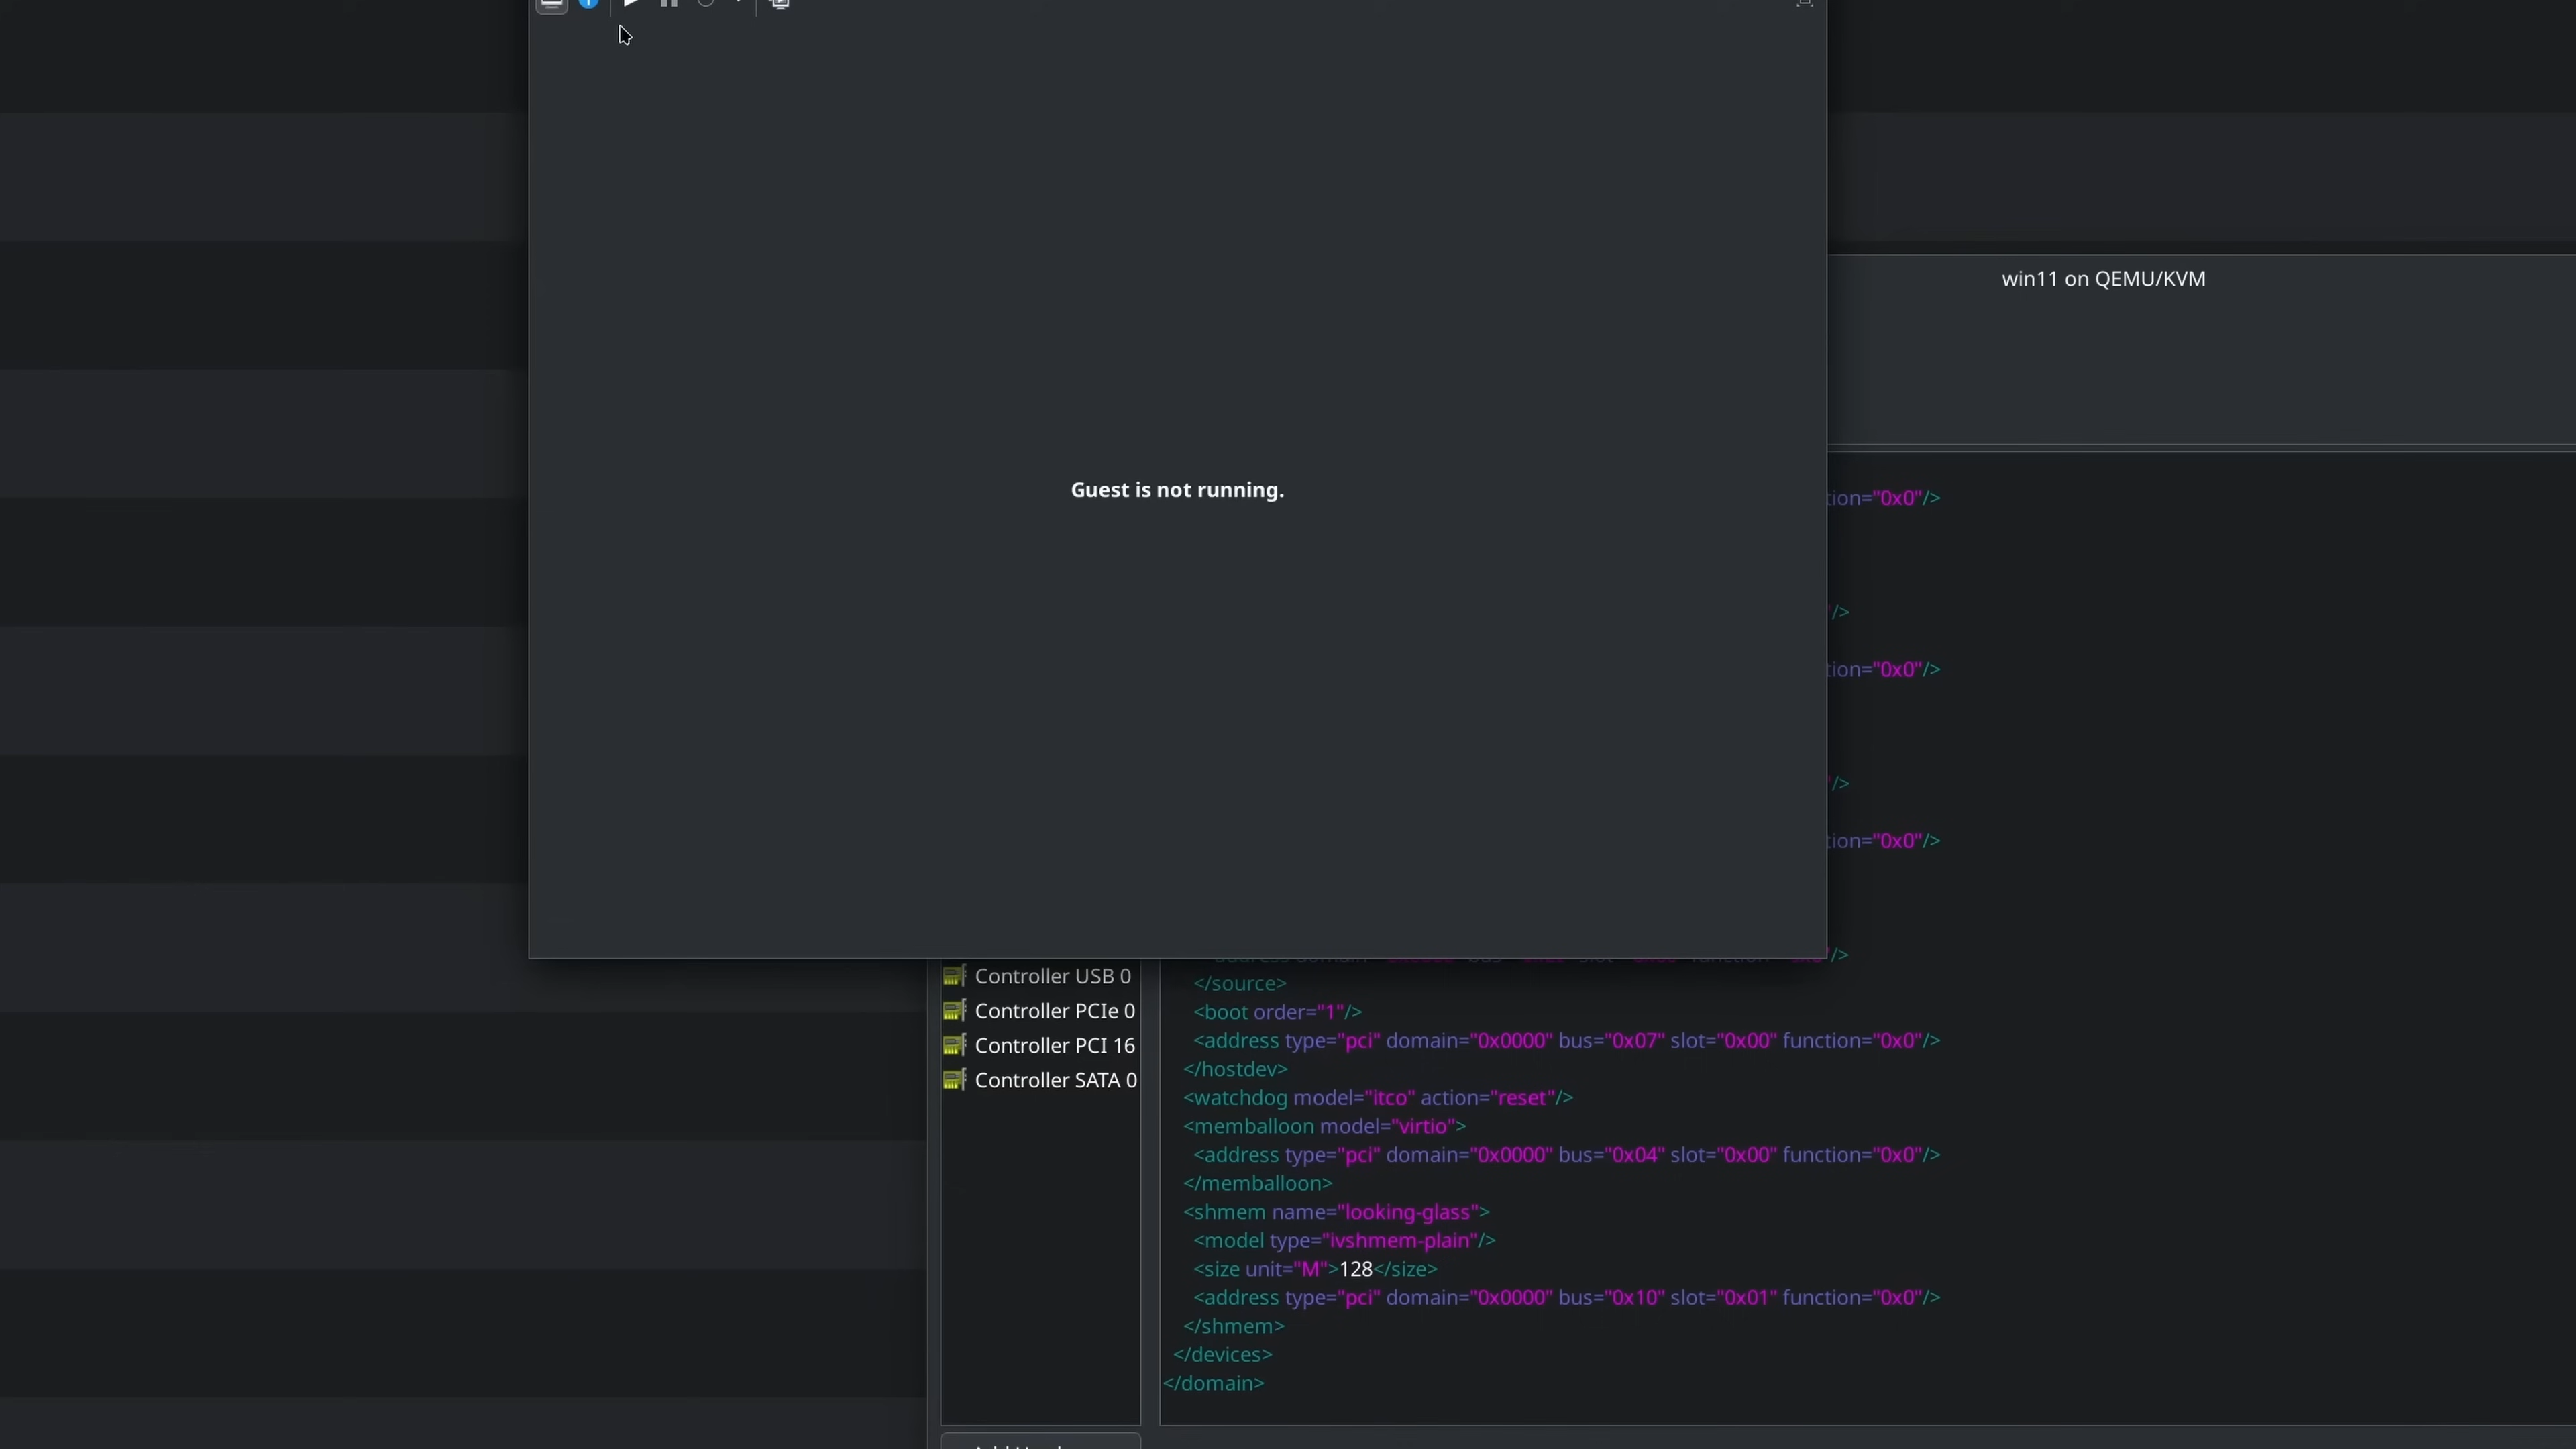 win11 on QEMU/KVM
Guest is not running.
tion="0x0"/>
"/>
tion="0x0"/>
"/>
tion="0x0"/>
"/>
Controller USB 0
Controller PCIe 0
Controller PCI 16
Controller SATA 0
</source>
<boot order="1"/>
<address type="pci" domain="0x0000" bus="0x07" slot="0x00" function="0x0"/>
</hostdev>
<watchdog model="itco" action="reset"/>
<memballoon model="virtio">
<address type="pci" domain="0x0000" bus="0x04" slot="0x00" function="0x0"/>
</memballoon>
<shmem name="looking-glass">
<model type="ivshmem-plain"/>
<size unit="M">128</size>
<address type="pci" domain="0x0000" bus="0x10" slot="0x01" function="0x0"/>
</shmem>
</devices>
</domain>